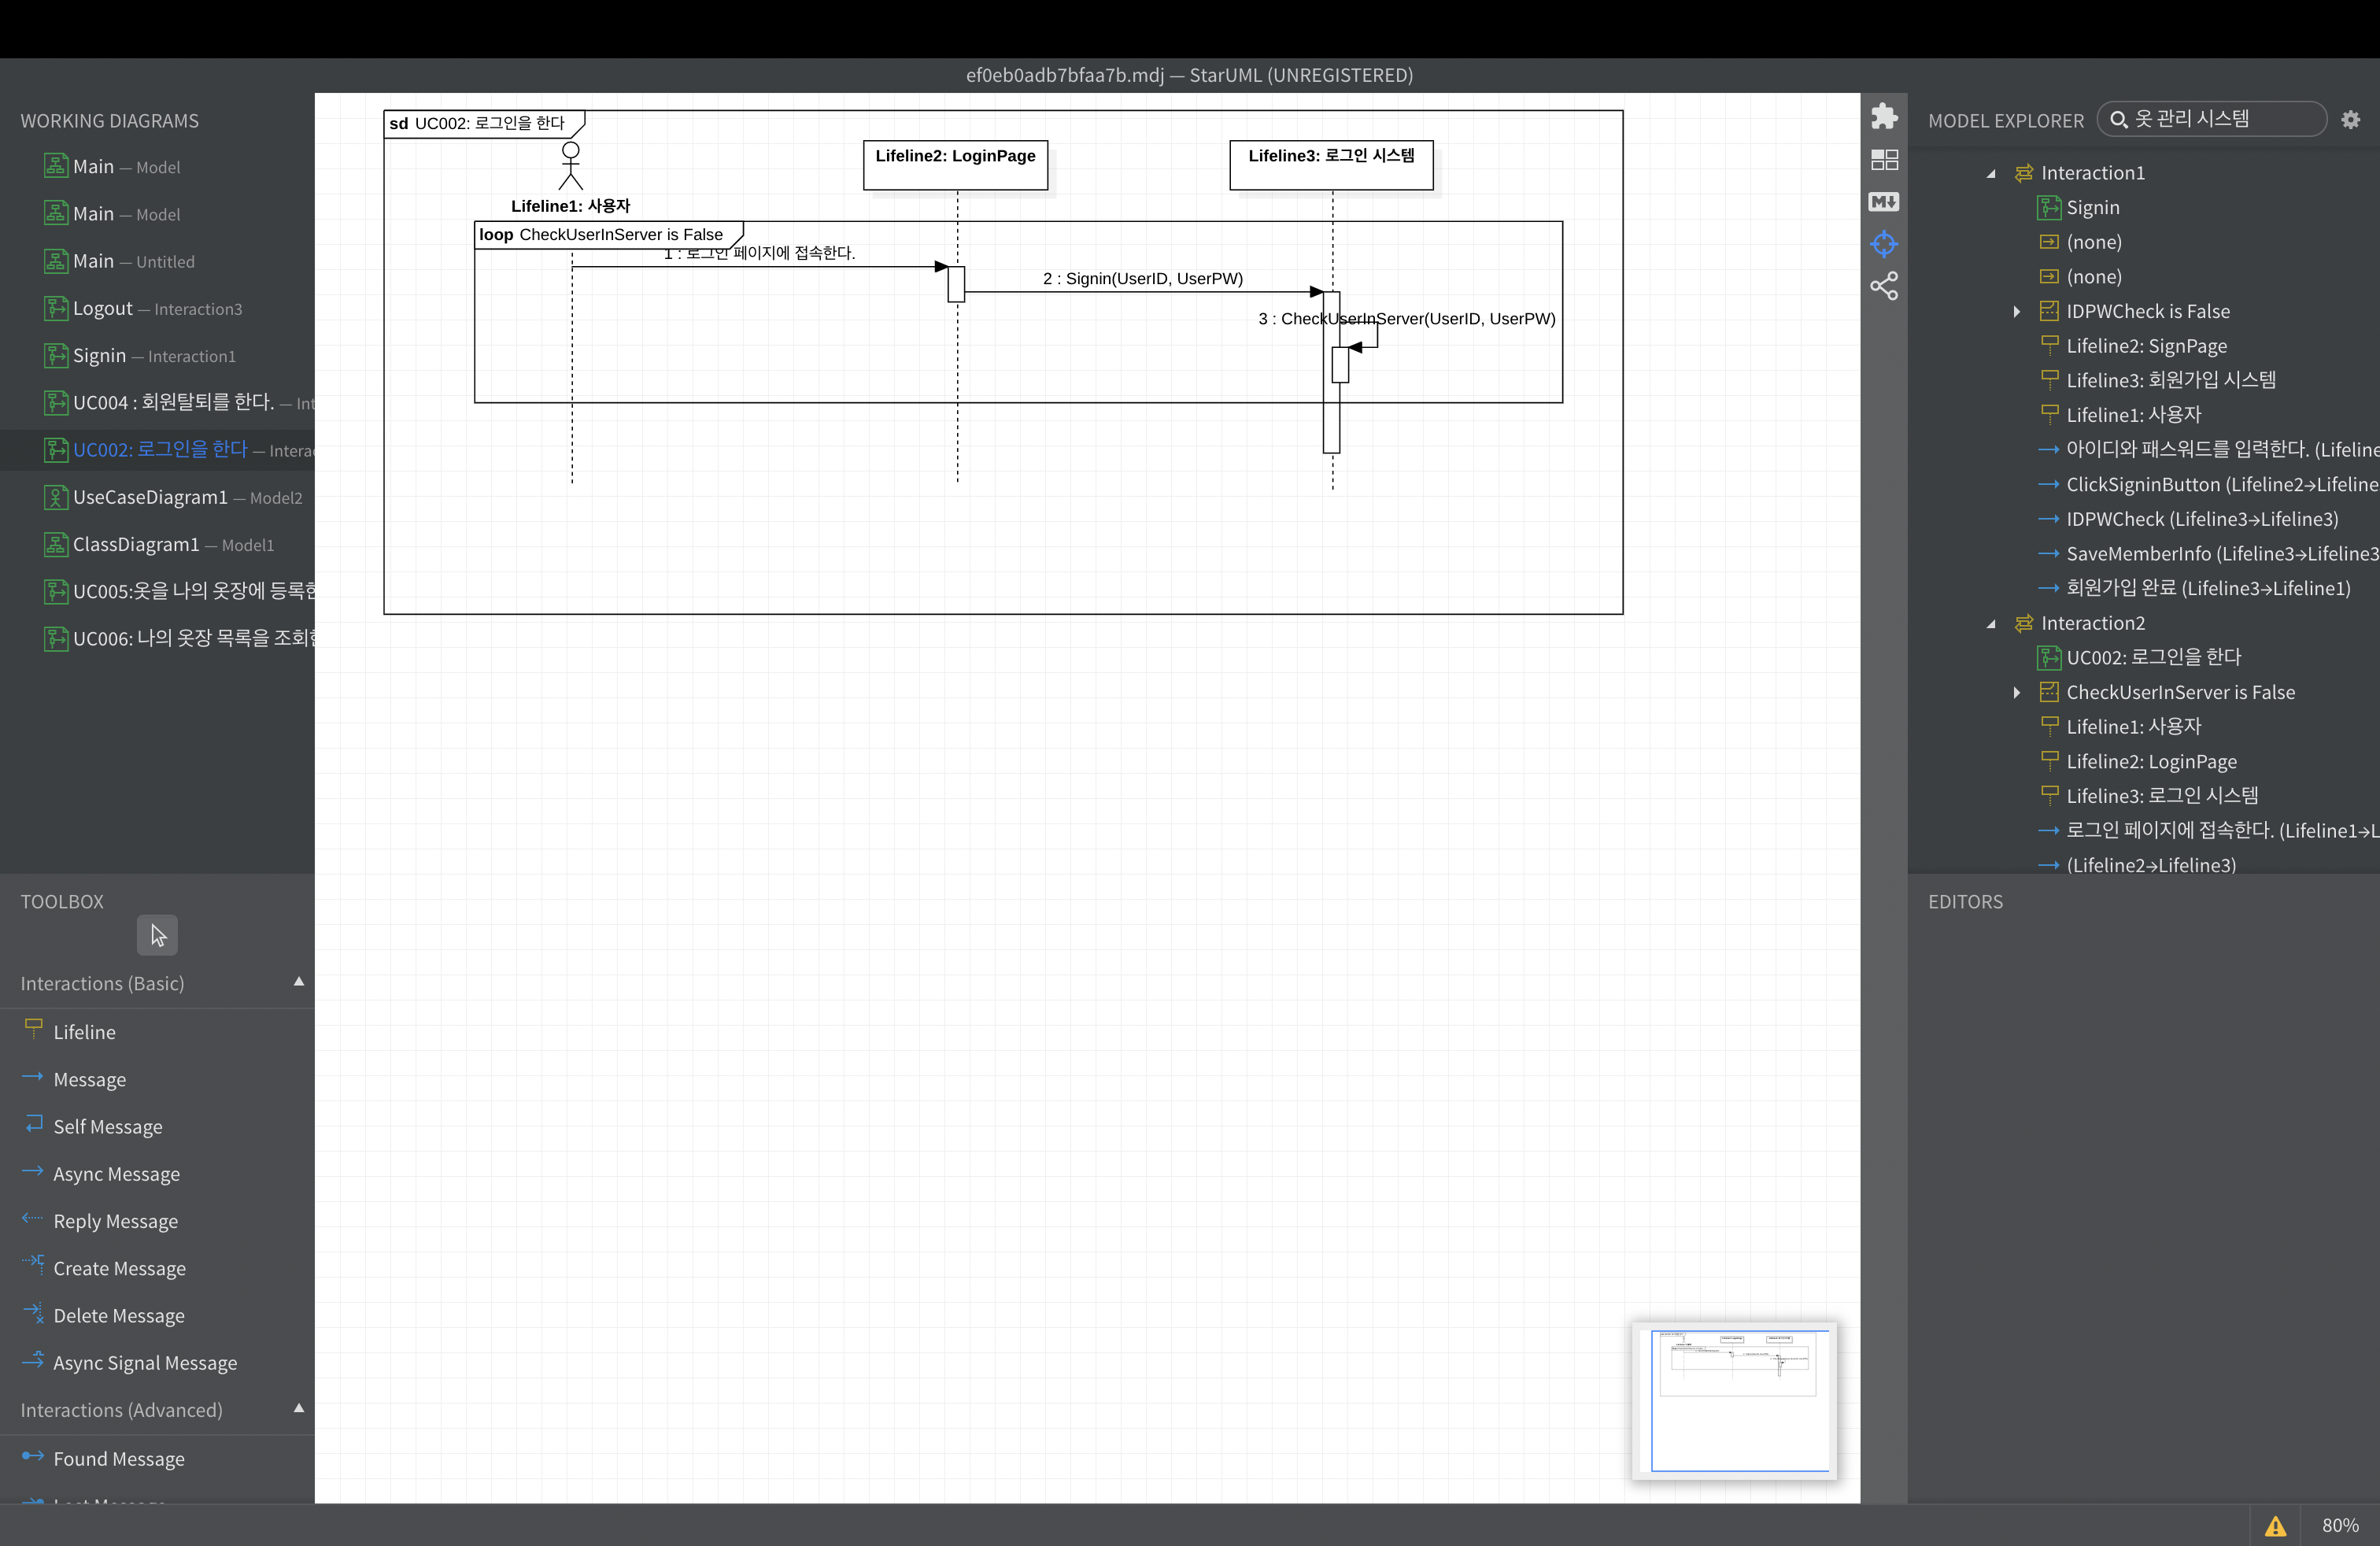 ef0eb0adb7bfaa7b.mdj — StarUML (UNREGISTERED)
WORKING DIAGRAMS
Main — Model
Main — Model
Main — Untitled
Logout — Interaction3
Signin — Interaction1
UC004 : 회원탈퇴를 한다. — Int
UC002: 로그인을 한다 — Intera
UseCaseDiagram1 — Model2
ClassDiagram1 — Model1
UC005:옷을 나의 옷장에 등록한
UC006: 나의 옷장 목록을 조회한
TOOLBOX
Interactions (Basic)
Lifeline
Message
Self Message
Async Message
Reply Message
Create Message
Delete Message
Async Signal Message
Interactions (Advanced)
Found Message
sd UC002: 로그인을 한다
Lifeline1: 사용자
Lifeline2: LoginPage
Lifeline3: 로그인 시스템
loop CheckUserInServer is False
1 : 로그인 페이지에 접속한다.
2 : Signin(UserID, UserPW)
3 : CheckUserInServer(UserID, UserPW)
MODEL EXPLORER
옷 관리 시스템
Interaction1
Signin
(none)
(none)
IDPWCheck is False
Lifeline2: SignPage
Lifeline3: 회원가입 시스템
Lifeline1: 사용자
아이디와 패스워드를 입력한다. (Lifeline
ClickSigninButton (Lifeline2→Lifeline
IDPWCheck (Lifeline3→Lifeline3)
SaveMemberInfo (Lifeline3→Lifeline3
회원가입 완료 (Lifeline3→Lifeline1)
Interaction2
UC002: 로그인을 한다
CheckUserInServer is False
Lifeline1: 사용자
Lifeline2: LoginPage
Lifeline3: 로그인 시스템
로그인 페이지에 접속한다. (Lifeline1→L
(Lifeline2→Lifeline3)
EDITORS
80%